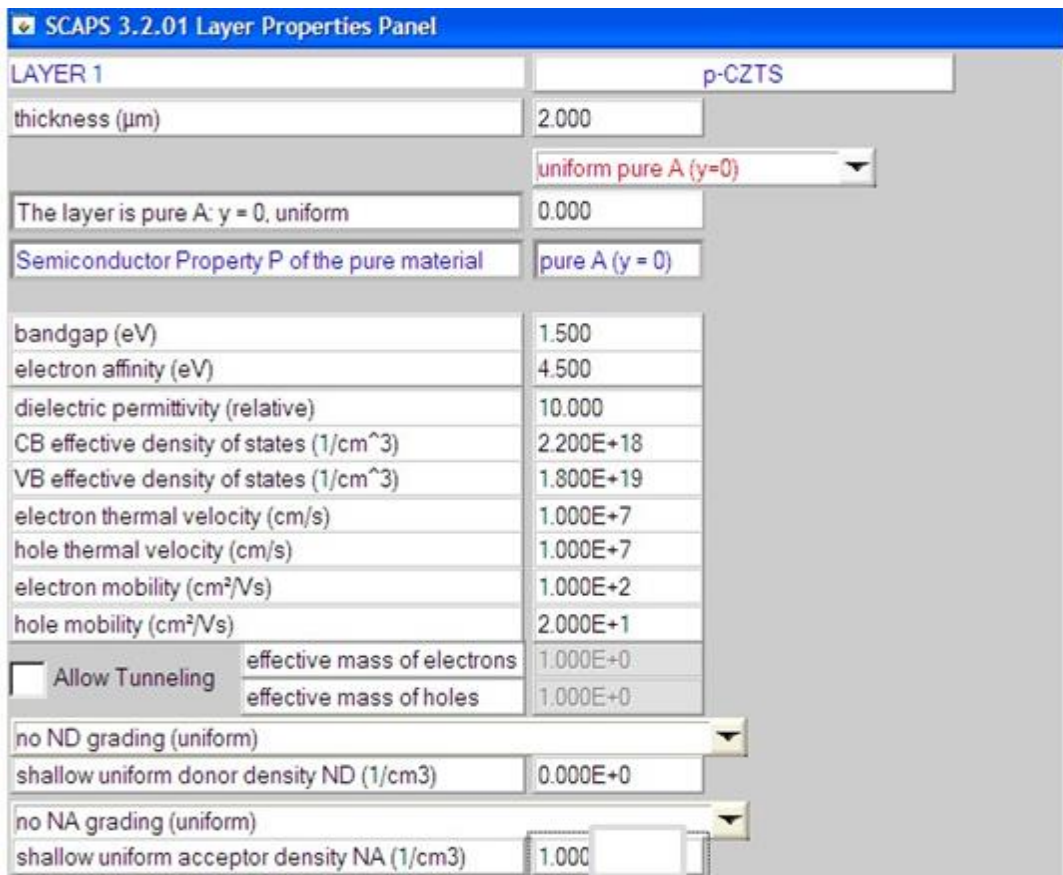 SCAPS 3.2.01 Layer Properties Panel
LAYER 1 p-CZTS
thickness (µm) 2.000
uniform pure A (y=0)
The layer is pure A: y = 0, uniform 0.000
Semiconductor Property P of the pure material pure A (y = 0)
bandgap (eV) 1.500
electron affinity (eV) 4.500
dielectric permittivity (relative) 10.000
CB effective density of states (1/cm^3) 2.200E+18
VB effective density of states (1/cm^3) 1.800E+19
electron thermal velocity (cm/s) 1.000E+7
hole thermal velocity (cm/s) 1.000E+7
electron mobility (cm²/Vs) 1.000E+2
hole mobility (cm²/Vs) 2.000E+1
Allow Tunneling
effective mass of electrons 1.000E+0
effective mass of holes 1.000E+0
no ND grading (uniform)
shallow uniform donor density ND (1/cm3) 0.000E+0
no NA grading (uniform)
shallow uniform acceptor density NA (1/cm3) 1.000